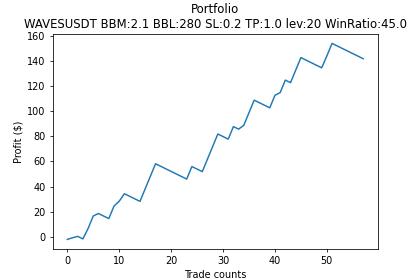 Portfolio
WAVESUSDT BBM:2.1 BBL:280 SL:0.2 TP:1.0 lev:20 WinRatio:45.0
160
140
120
100
80
60
40
20
0
Profit ($)
0 10 20 30 40 50
Trade counts